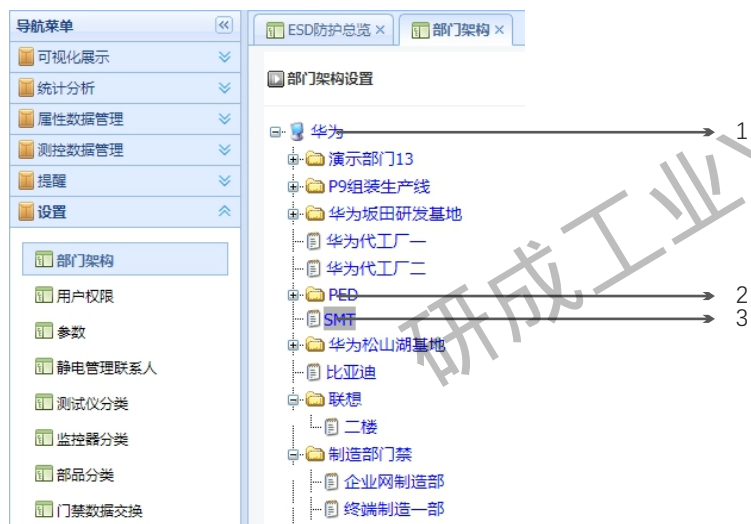 导航菜单
可视化展示
统计分析
属性数据管理
测控数据管理
提醒
设置
部门架构
用户权限
参数
静电管理联系人
测试仪分类
监控器分类
部品分类
门禁数据交换
ESD防护总览
部门架构
部门架构设置
华为
演示部门13
P9组装生产线
华为坂田研发基地
华为代工厂一
华为代工厂二
PED
SMT
华为松山湖基地
比亚迪
联想
二楼
制造部门禁
企业网制造部
终端制造一部
1
2
3
研成工业